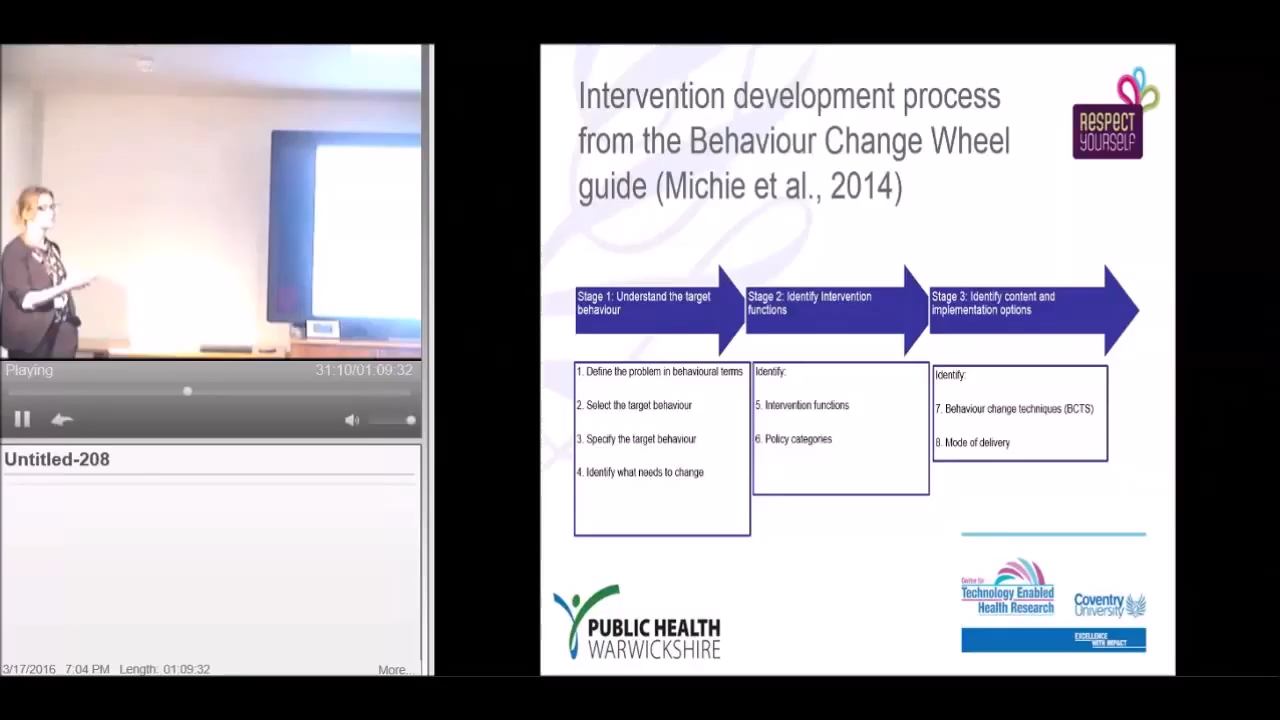 Intervention development process
from the Behaviour Change Wheel
guide (Michie et al., 2014)
RESPECT
YOURSELF
Stage 1: Understand the target
behaviour
Stage 2: Identify Intervention
functions
Stage 3: Identify content and
implementation options
1. Define the problem in behavioural terms
2. Select the target behaviour
3. Specify the target behaviour
4. Identify what needs to change
Identify:
5. Intervention functions
6. Policy categories
Identify:
7. Behaviour change techniques (BCTS)
8. Mode of delivery
Playing
31:10/01:09:32
Untitled-208
3/17/2016 7:04 PM Length: 01:09:32
More...
PUBLIC HEALTH
WARWICKSHIRE
Centre for
Technology Enabled
Health Research
Coventry
University
EXCELLENCE
WITH IMPACT